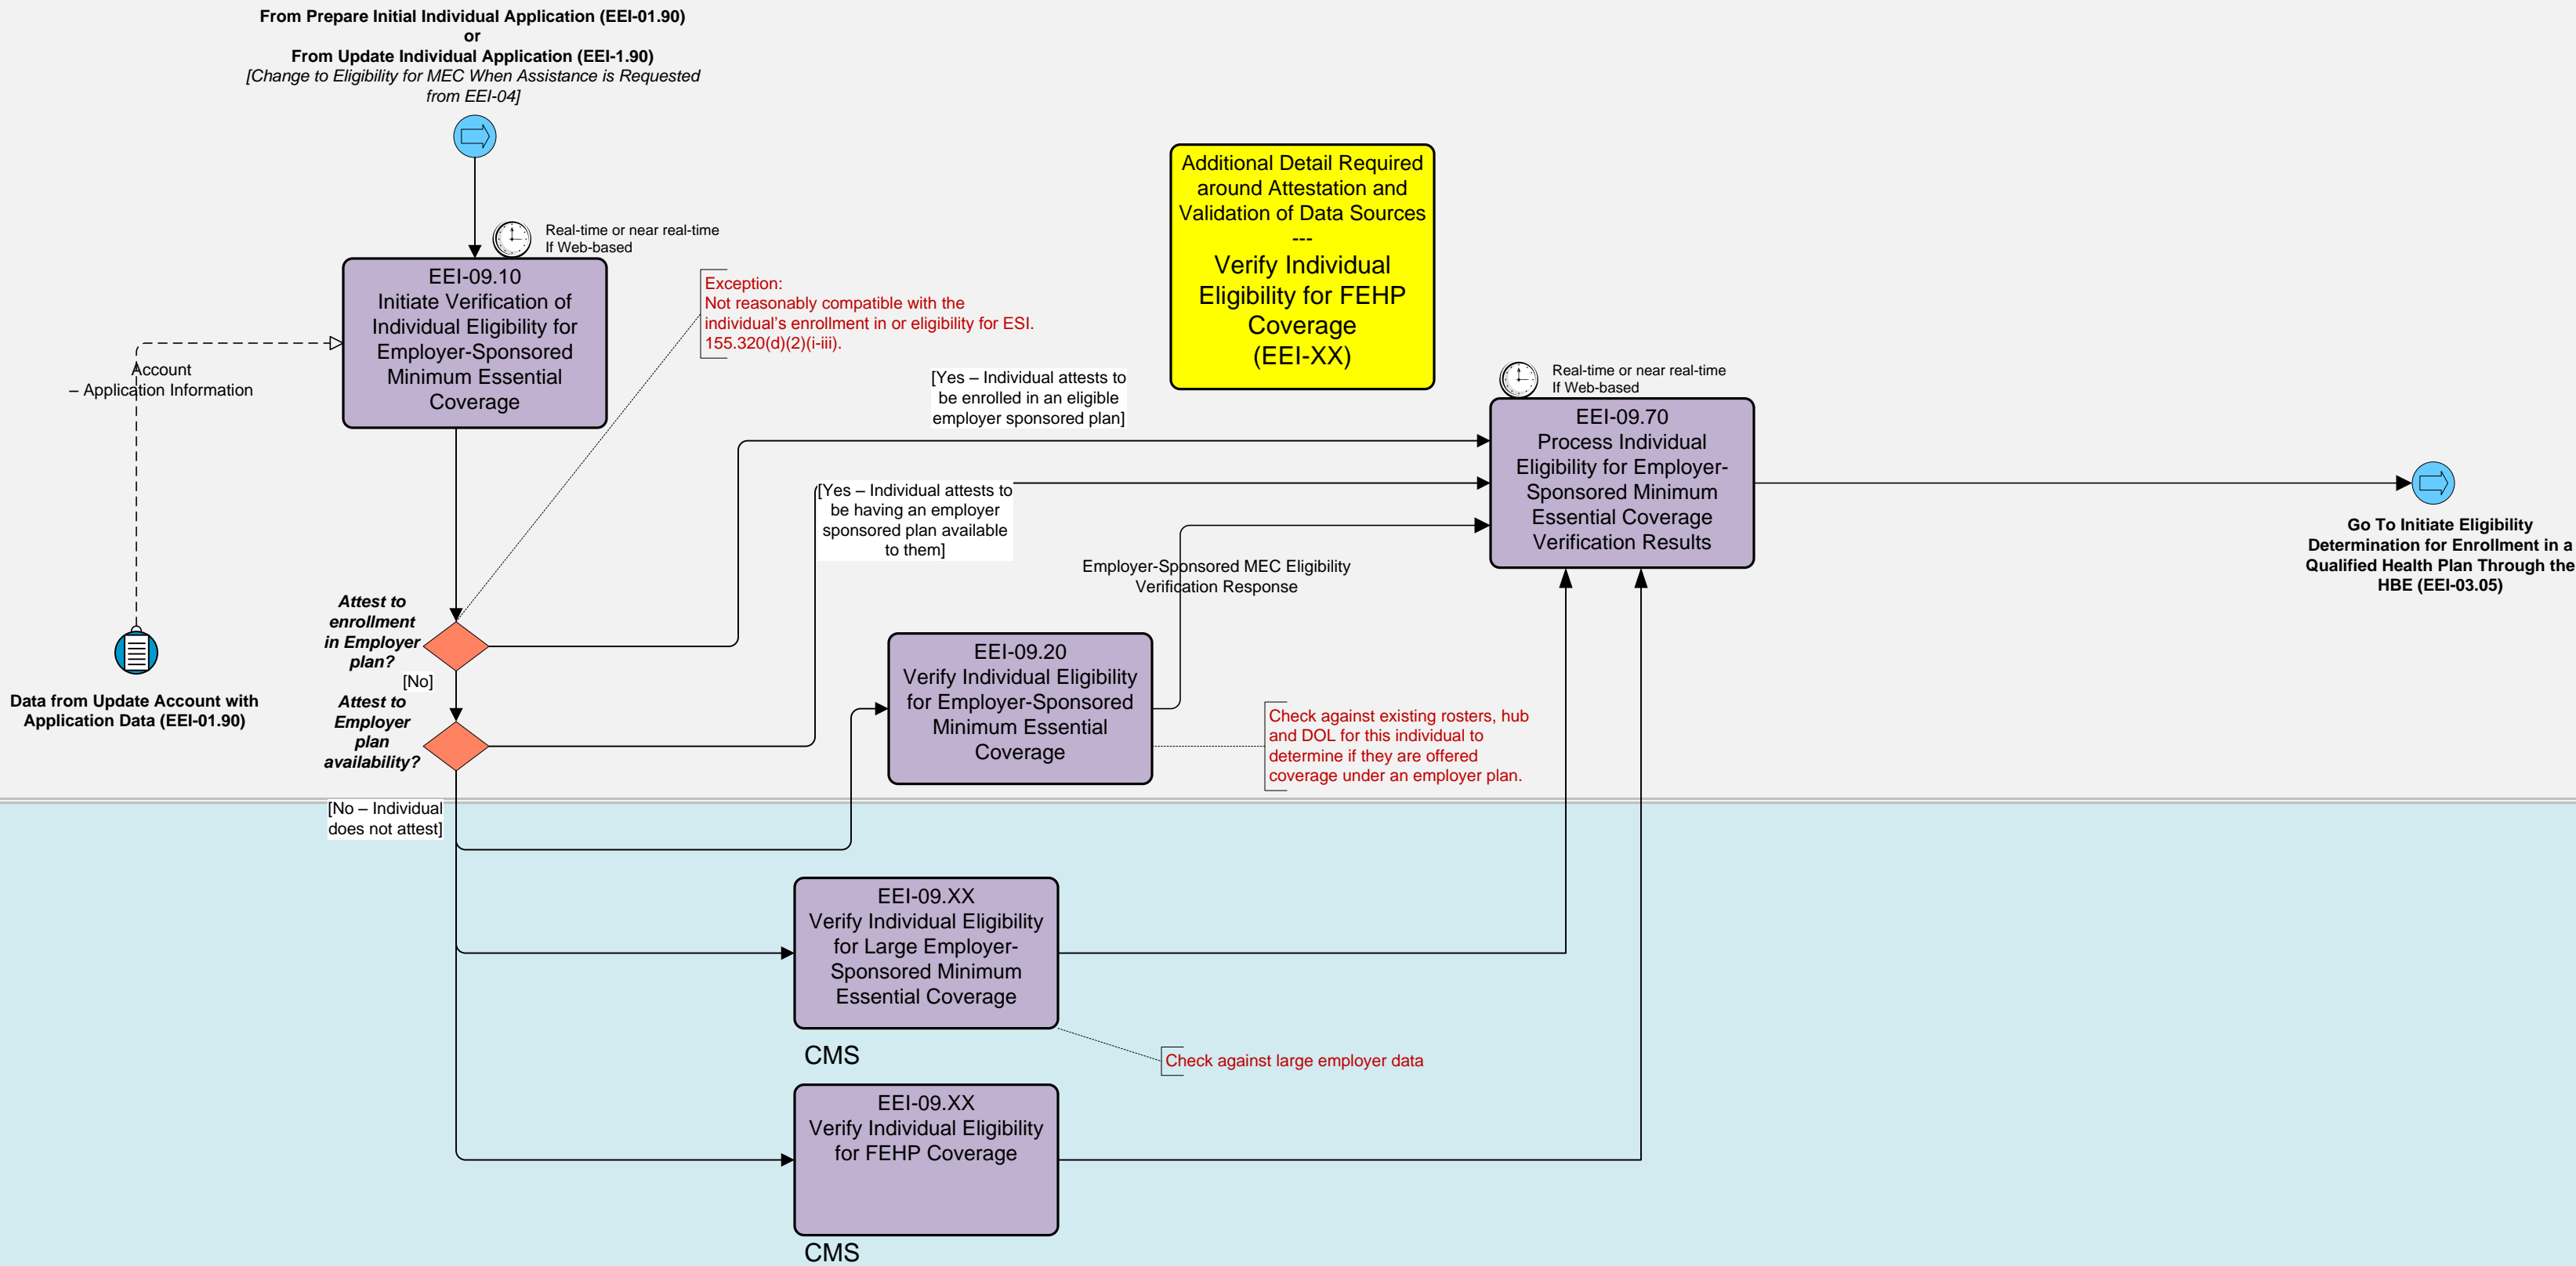 From Prepare Initial Individual Application (EEI-01.90)
or
From Update Individual Application (EEI-1.90)
[Change to Eligibility for MEC When Assistance is Requested
from EEI-04]
Real-time or near real-time
If Web-based
EEI-09.10
Initiate Verification of
Individual Eligibility for
Employer-Sponsored
Minimum Essential
Coverage
Account
– Application Information
Data from Update Account with
Application Data (EEI-01.90)
Exception:
Not reasonably compatible with the
individual’s enrollment in or eligibility for ESI.
155.320(d)(2)(i-iii).
Additional Detail Required
around Attestation and
Validation of Data Sources
---
Verify Individual
Eligibility for FEHP
Coverage
(EEI-XX)
[Yes – Individual attests to
be enrolled in an eligible
employer sponsored plan]
[Yes – Individual attests to
be having an employer
sponsored plan available
to them]
Real-time or near real-time
If Web-based
EEI-09.70
Process Individual
Eligibility for Employer-
Sponsored Minimum
Essential Coverage
Verification Results
Go To Initiate Eligibility
Determination for Enrollment in a
Qualified Health Plan Through the
HBE (EEI-03.05)
Employer-Sponsored MEC Eligibility
Verification Response
Attest to
enrollment
in Employer
plan?
[No]
Attest to
Employer
plan
availability?
[No – Individual
does not attest]
EEI-09.20
Verify Individual Eligibility
for Employer-Sponsored
Minimum Essential
Coverage
Check against existing rosters, hub
and DOL for this individual to
determine if they are offered
coverage under an employer plan.
EEI-09.XX
Verify Individual Eligibility
for Large Employer-
Sponsored Minimum
Essential Coverage
CMS
Check against large employer data
EEI-09.XX
Verify Individual Eligibility
for FEHP Coverage
CMS